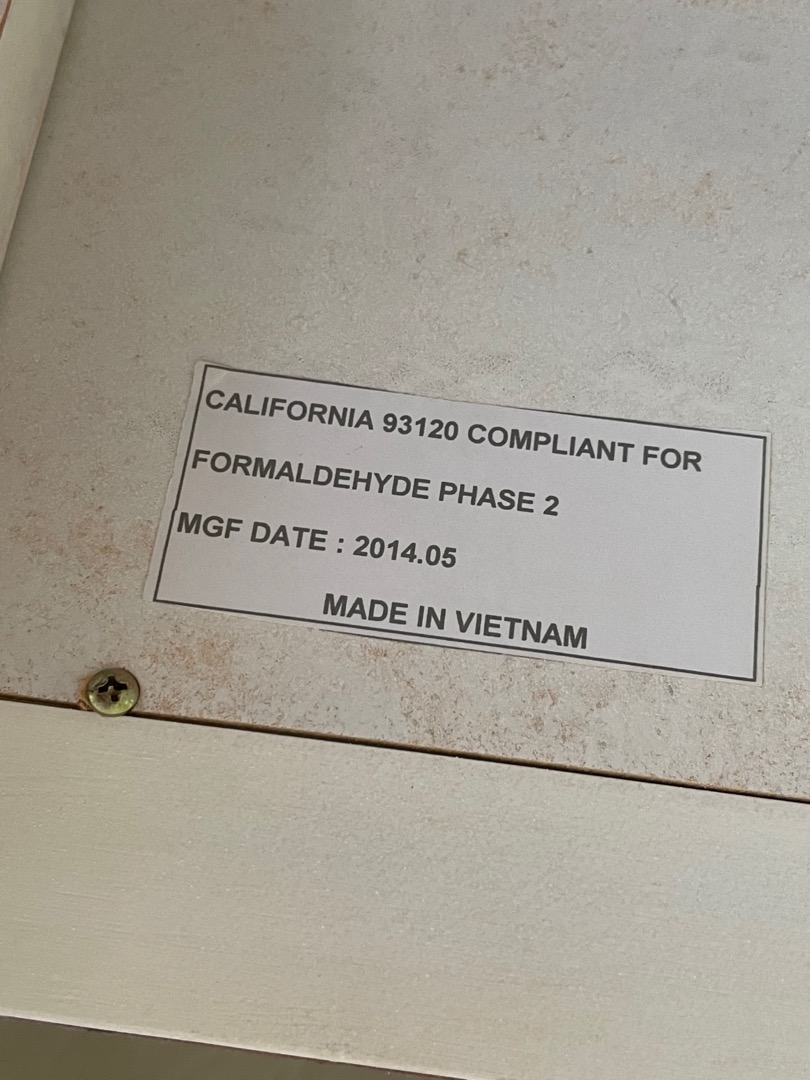 CALIFORNIA 93120 COMPLIANT FOR
FORMALDEHYDE PHASE 2
MGF DATE : 2014.05
MADE IN VIETNAM